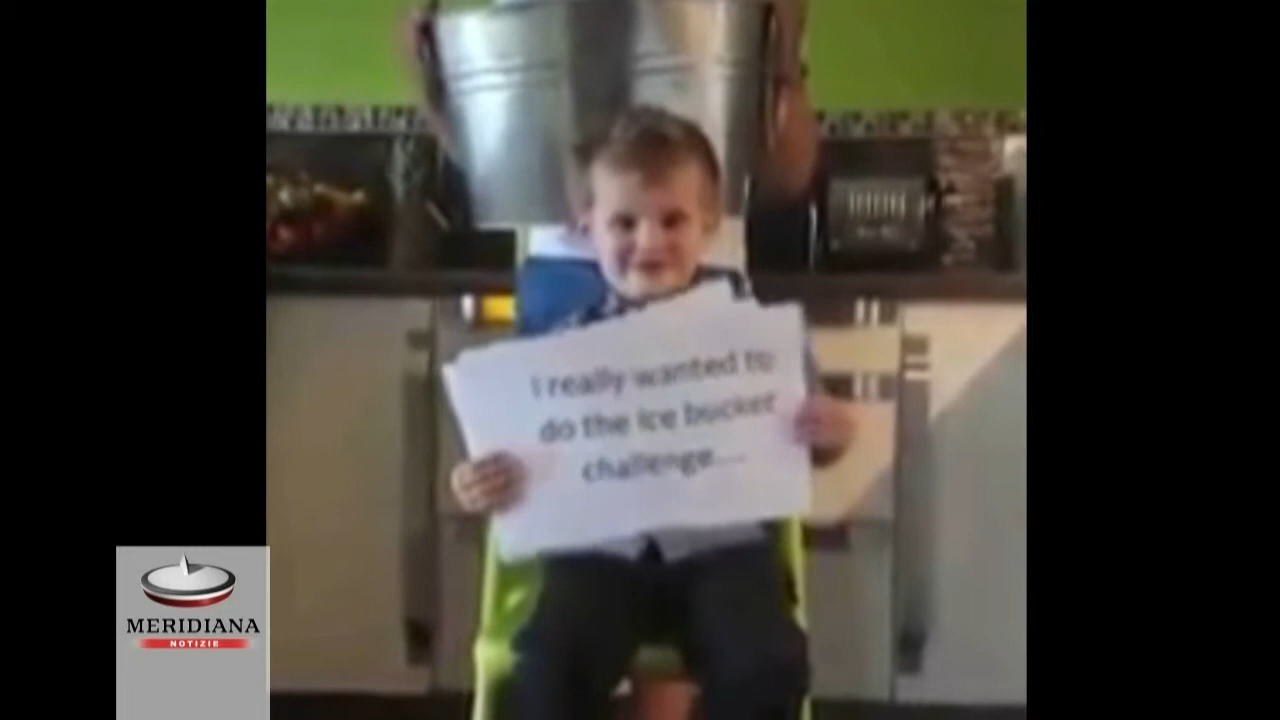 I really wanted to
do the ice bucket
challenge....
MERIDIANA
NOTIZIE